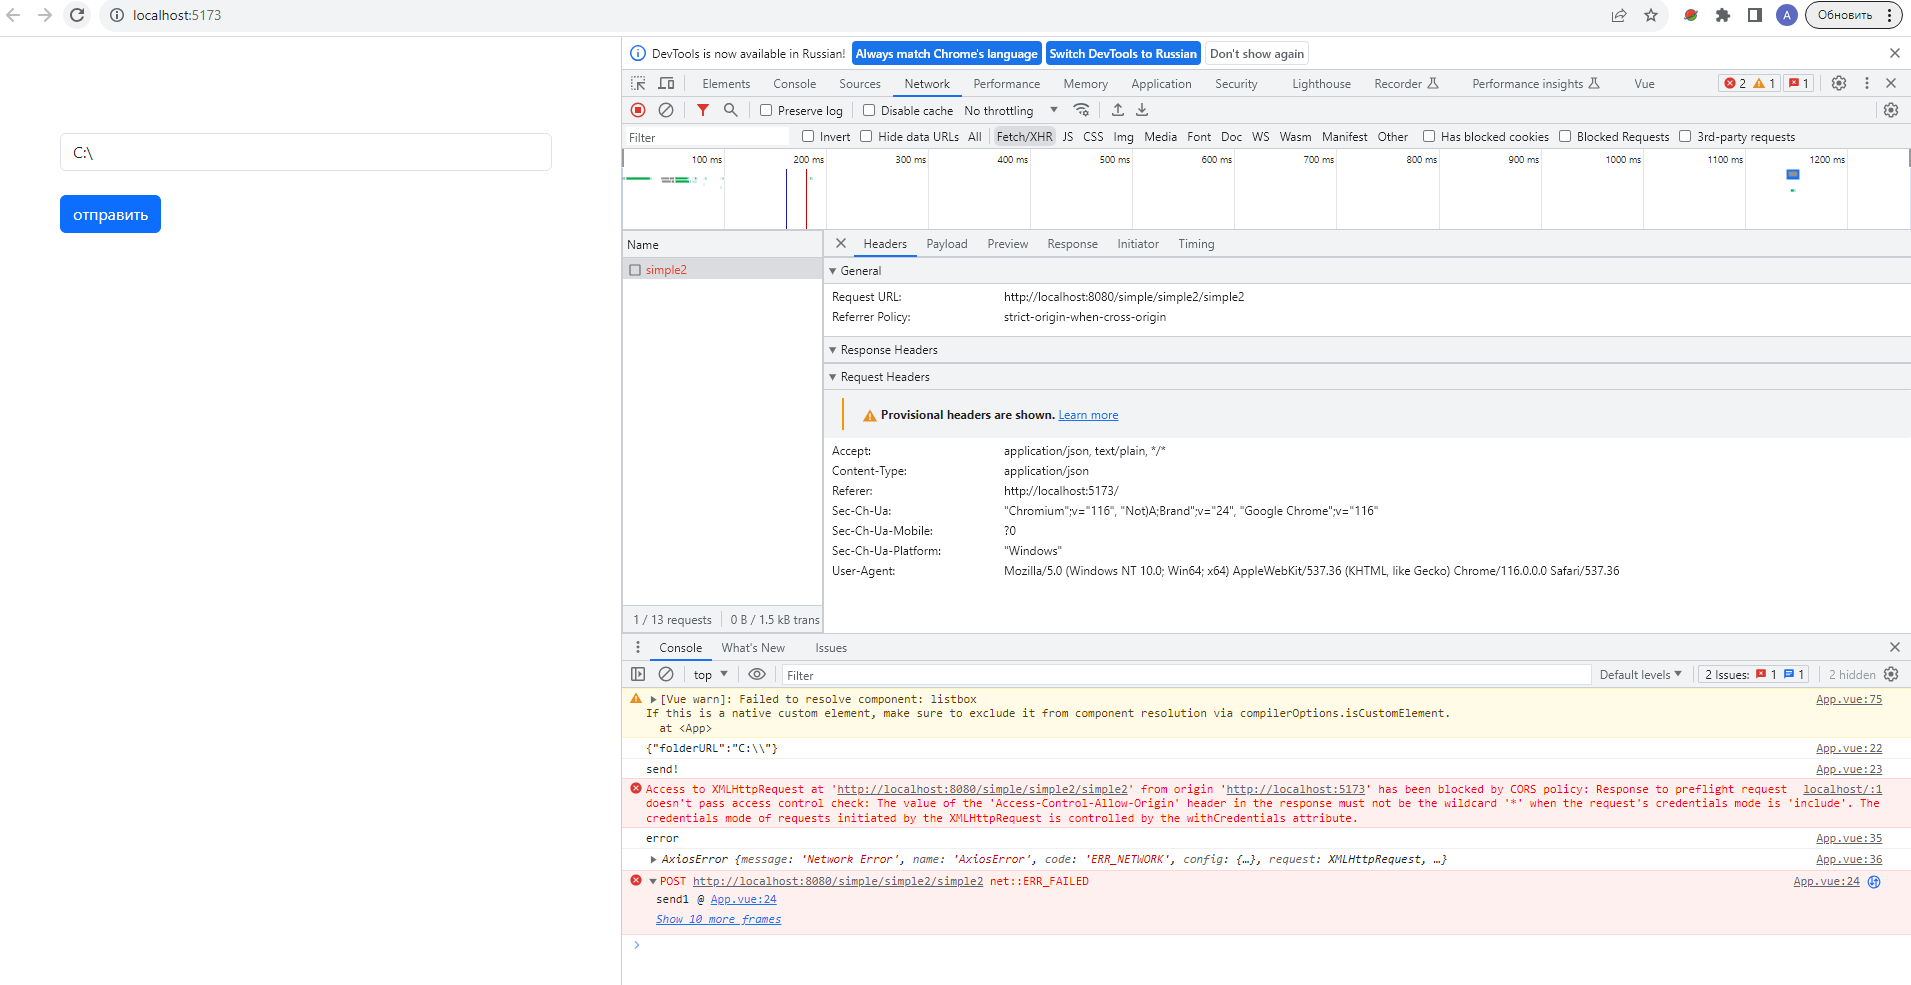 localhost:5173
A
Обновить
C:\
отправить
DevTools is now available in Russian! Always match Chrome's language Switch DevTools to Russian Don't show again
Elements Console Sources Network Performance Memory Application Security Lighthouse Recorder Performance insights Vue 2 1 1
Preserve log Disable cache No throttling
Filter Invert Hide data URLs All Fetch/XHR JS CSS Img Media Font Doc WS Wasm Manifest Other Has blocked cookies Blocked Requests 3rd-party requests
100 ms 200 ms 300 ms 400 ms 500 ms 600 ms 700 ms 800 ms 900 ms 1000 ms 1100 ms 1200 ms
Name
simple2
1 / 13 requests 0 B / 1.5 kB trans
Headers Payload Preview Response Initiator Timing
General
Request URL: http://localhost:8080/simple/simple2/simple2
Referrer Policy: strict-origin-when-cross-origin
Response Headers
Request Headers
Provisional headers are shown. Learn more
Accept: application/json, text/plain, */*
Content-Type: application/json
Referer: http://localhost:5173/
Sec-Ch-Ua: "Chromium";v="116", "Not)A;Brand";v="24", "Google Chrome";v="116"
Sec-Ch-Ua-Mobile: ?0
Sec-Ch-Ua-Platform: "Windows"
User-Agent: Mozilla/5.0 (Windows NT 10.0; Win64; x64) AppleWebKit/537.36 (KHTML, like Gecko) Chrome/116.0.0.0 Safari/537.36
Console What's New Issues
top Filter Default levels 2 Issues: 1 1 2 hidden
[Vue warn]: Failed to resolve component: listbox App.vue:75
If this is a native custom element, make sure to exclude it from component resolution via compilerOptions.isCustomElement.
at <App>
{"folderURL":"C:\\"} App.vue:22
send! App.vue:23
Access to XMLHttpRequest at 'http://localhost:8080/simple/simple2/simple2' from origin 'http://localhost:5173' has been blocked by CORS policy: Response to preflight request localhost/:1
doesn't pass access control check: The value of the 'Access-Control-Allow-Origin' header in the response must not be the wildcard '*' when the request's credentials mode is 'include'. The
credentials mode of requests initiated by the XMLHttpRequest is controlled by the withCredentials attribute.
error App.vue:35
AxiosError {message: 'Network Error', name: 'AxiosError', code: 'ERR_NETWORK', config: {…}, request: XMLHttpRequest, …} App.vue:36
POST http://localhost:8080/simple/simple2/simple2 net::ERR_FAILED App.vue:24
send1 @ App.vue:24
Show 10 more frames